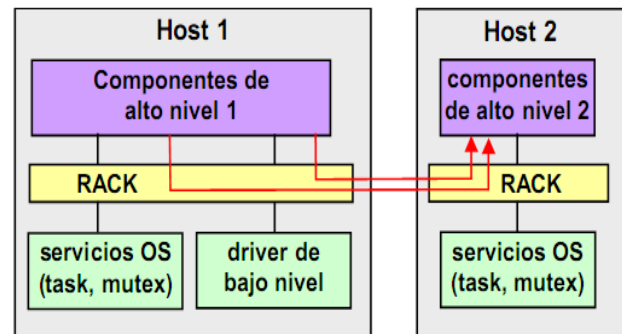 Host 1
Componentes de
alto nivel 1
RACK
servicios OS
(task, mutex)
driver de
bajo nivel
Host 2
componentes
de alto nivel 2
RACK
servicios OS
(task, mutex)